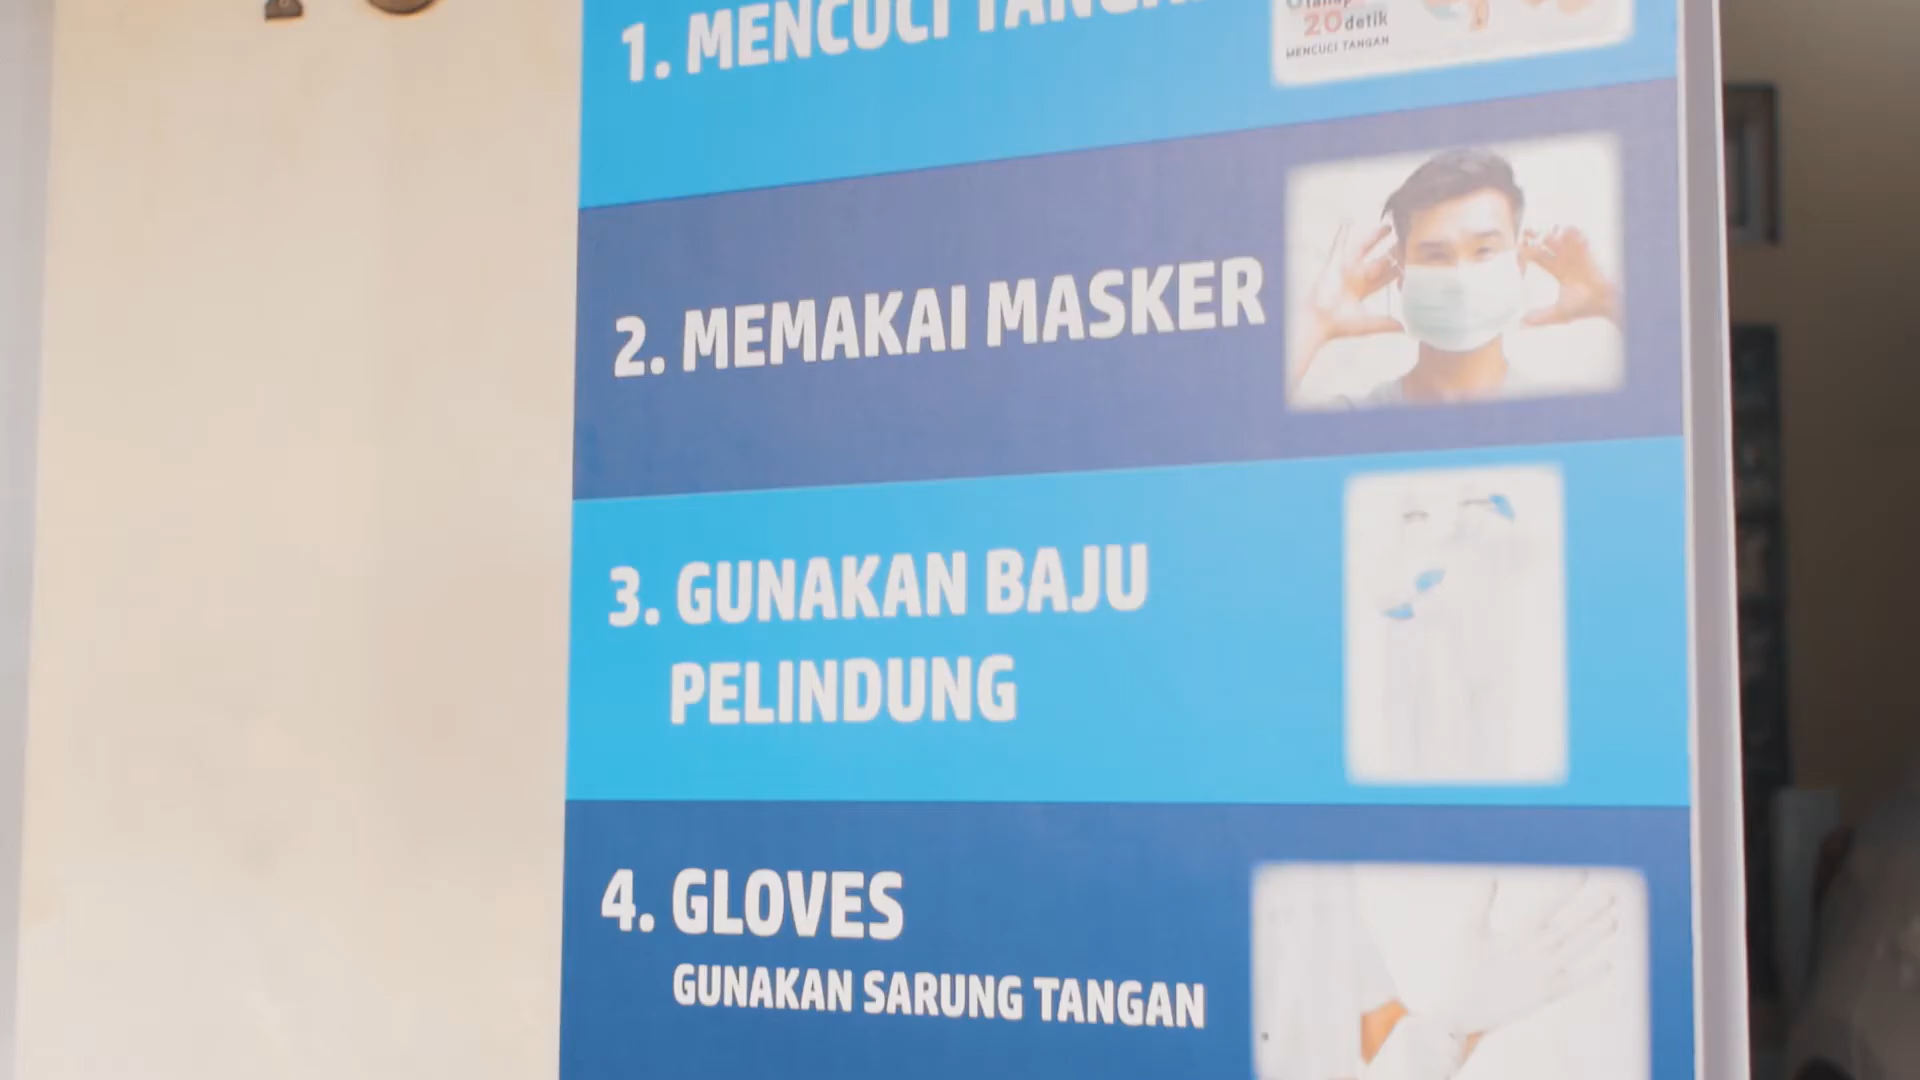 1. MENCUCI TANGAN
20 detik
MENCUCI TANGAN
2. MEMAKAI MASKER
3. GUNAKAN BAJU
PELINDUNG
4. GLOVES
GUNAKAN SARUNG TANGAN